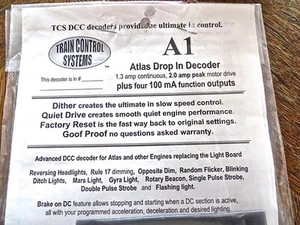 TCS DCC decoders provide the ultimate in control.
TRAIN CONTROL
SYSTEMS
TM
A1
Atlas Drop In Decoder
1.3 amp continuous, 2.0 amp peak motor drive
plus four 100 mA function outputs
This decoder is in #
Dither creates the ultimate in slow speed control.
Quiet Drive creates smooth quiet engine performance.
Factory Reset is the fast way back to original settings.
Goof Proof no questions asked warranty.
Advanced DCC decoder for Atlas and other Engines replacing the Light Board
Reversing Headlights, Rule 17 dimming, Opposite Dim, Random Flicker, Blinking
Ditch Lights, Mars Light, Gyra Light, Rotary Beacon, Single Pulse Strobe,
Double Pulse Strobe and Flashing light.
Brake on DC feature allows stopping and starting when a DC section is active,
all with your programmed acceleration, deceleration and desired lighting.